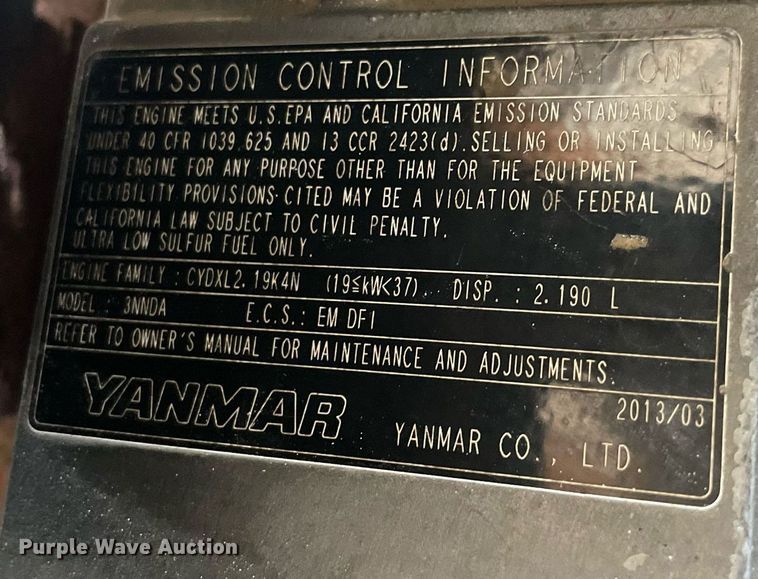 EMISSION CONTROL INFORMATION
THIS ENGINE MEETS U.S.EPA AND CALIFORNIA EMISSION STANDARDS
UNDER 40 CFR 1039.625 AND 13 CCR 2423(d).SELLING OR INSTALLING
THIS ENGINE FOR ANY PURPOSE OTHER THAN FOR THE EQUIPMENT
FLEXIBILITY PROVISIONS CITED MAY BE A VIOLATION OF FEDERAL AND
CALIFORNIA LAW SUBJECT TO CIVIL PENALTY.
ULTRA LOW SULFUR FUEL ONLY.
ENGINE FAMILY : CYDXL2.19K4N (19≦kW<37). DISP. : 2.190 L
MODEL : 3NNDA E.C.S.: EM DFI
REFER TO OWNER'S MANUAL FOR MAINTENANCE AND ADJUSTMENTS.
2013/03
YANMAR YANMAR CO., LTD.
Purple Wave Auction